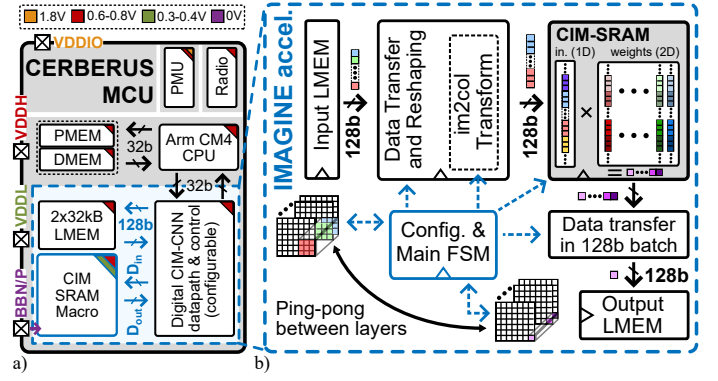 1.8V
0.6-0.8V
0.3-0.4V
0V
VDDIO
CERBERUS
MCU
PMU
Radio
VDDH
PMEM
DMEM
32b
Arm CM4
CPU
32b
VDDL
2x32kB
LMEM
128b
CIM
SRAM
Macro
Din
Dout
Digital CIM-CNN
datapath & control
(configurable)
BBN/P
a)
IMAGINE accel.
Input LMEM
128b
Data Transfer
and Reshaping
im2col
Transform
128b
CIM-SRAM
in. (1D)
weights (2D)
×
=
Config. &
Main FSM
Data transfer
in 128b batch
128b
Output
LMEM
Ping-pong
between layers
b)